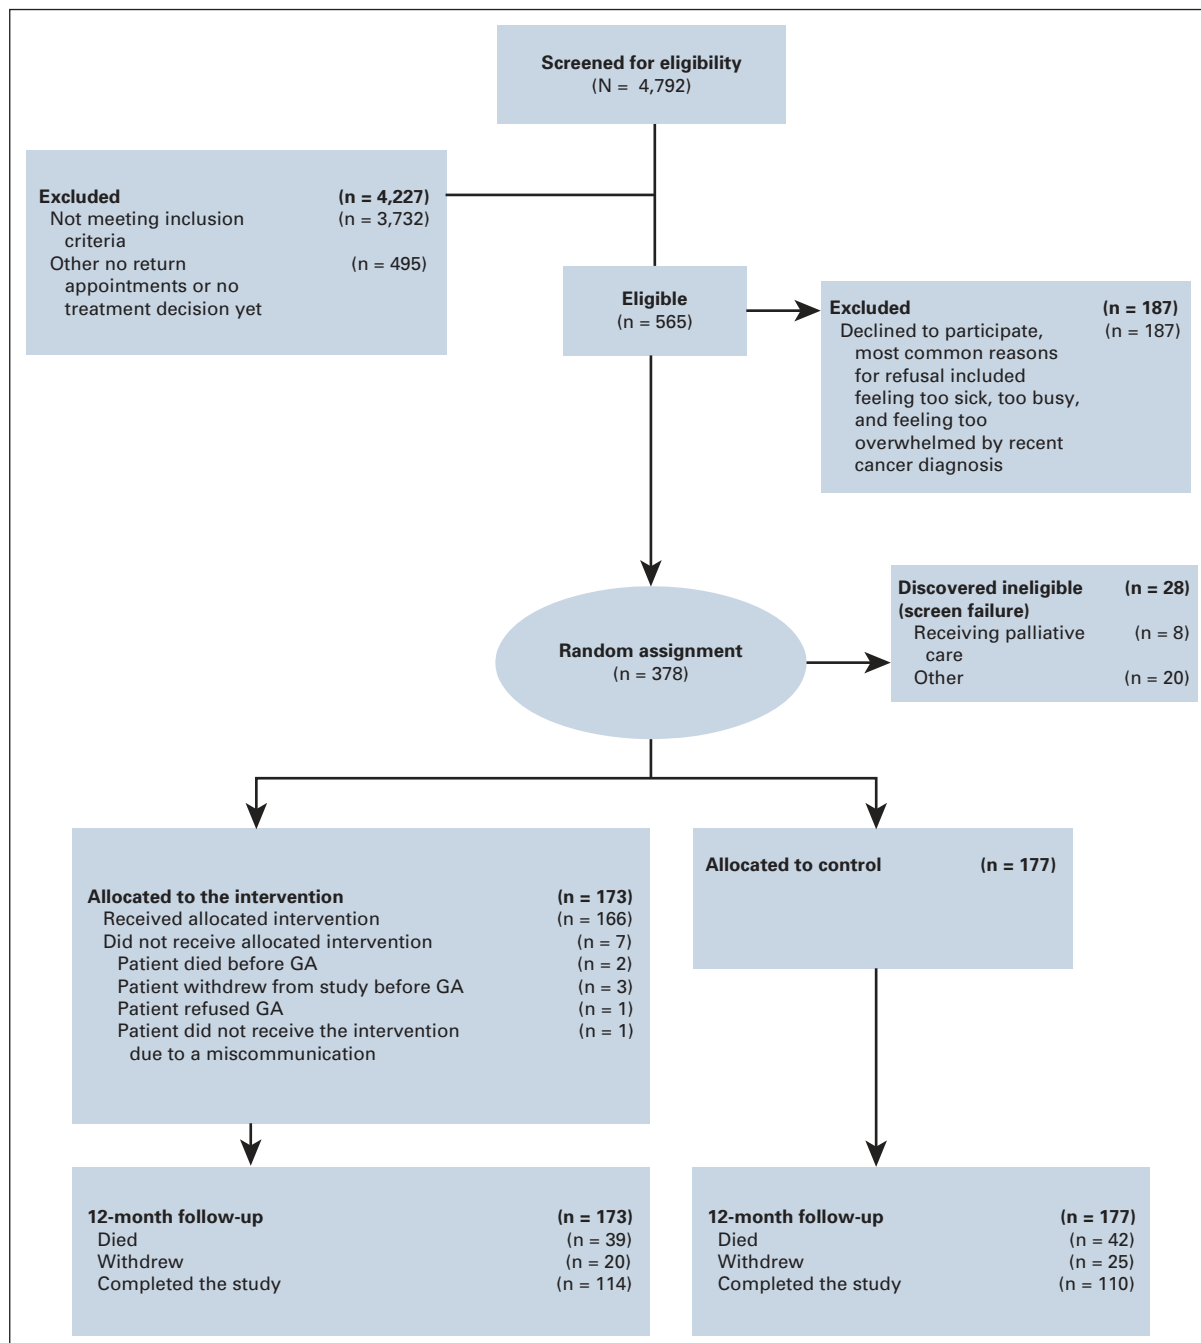 Screened for eligibility
(N = 4,792)
Excluded (n = 4,227)
Not meeting inclusion (n = 3,732)
criteria
Other no return (n = 495)
appointments or no
treatment decision yet
Eligible
(n = 565)
Excluded (n = 187)
Declined to participate, (n = 187)
most common reasons
for refusal included
feeling too sick, too busy,
and feeling too
overwhelmed by recent
cancer diagnosis
Random assignment
(n = 378)
Discovered ineligible (n = 28)
(screen failure)
Receiving palliative (n = 8)
care
Other (n = 20)
Allocated to the intervention (n = 173)
Received allocated intervention (n = 166)
Did not receive allocated intervention (n = 7)
Patient died before GA (n = 2)
Patient withdrew from study before GA (n = 3)
Patient refused GA (n = 1)
Patient did not receive the intervention (n = 1)
due to a miscommunication
Allocated to control (n = 177)
12-month follow-up (n = 173)
Died (n = 39)
Withdrew (n = 20)
Completed the study (n = 114)
12-month follow-up (n = 177)
Died (n = 42)
Withdrew (n = 25)
Completed the study (n = 110)